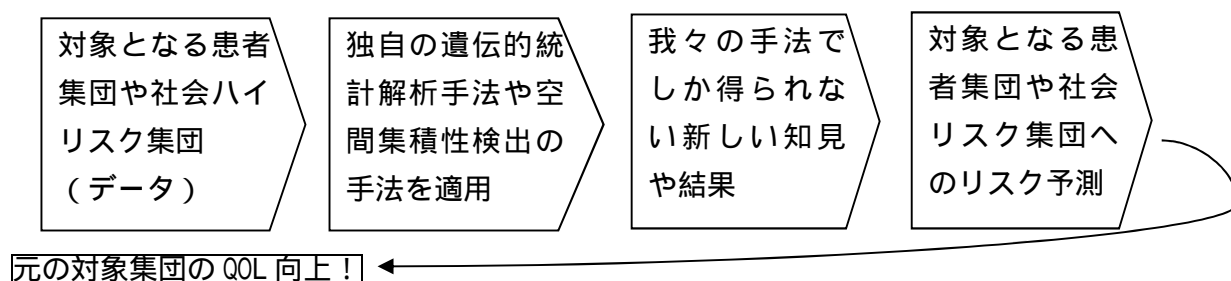 対象となる患者
集団や社会ハイ
リスク集団
(データ)
独自の遺伝的統
計解析手法や空
間集積性検出の
手法を適用
我々の手法で
しか得られな
い新しい知見
や結果
対象となる患
者集団や社会
リスク集団へ
のリスク予測
元の対象集団の QOL 向上!